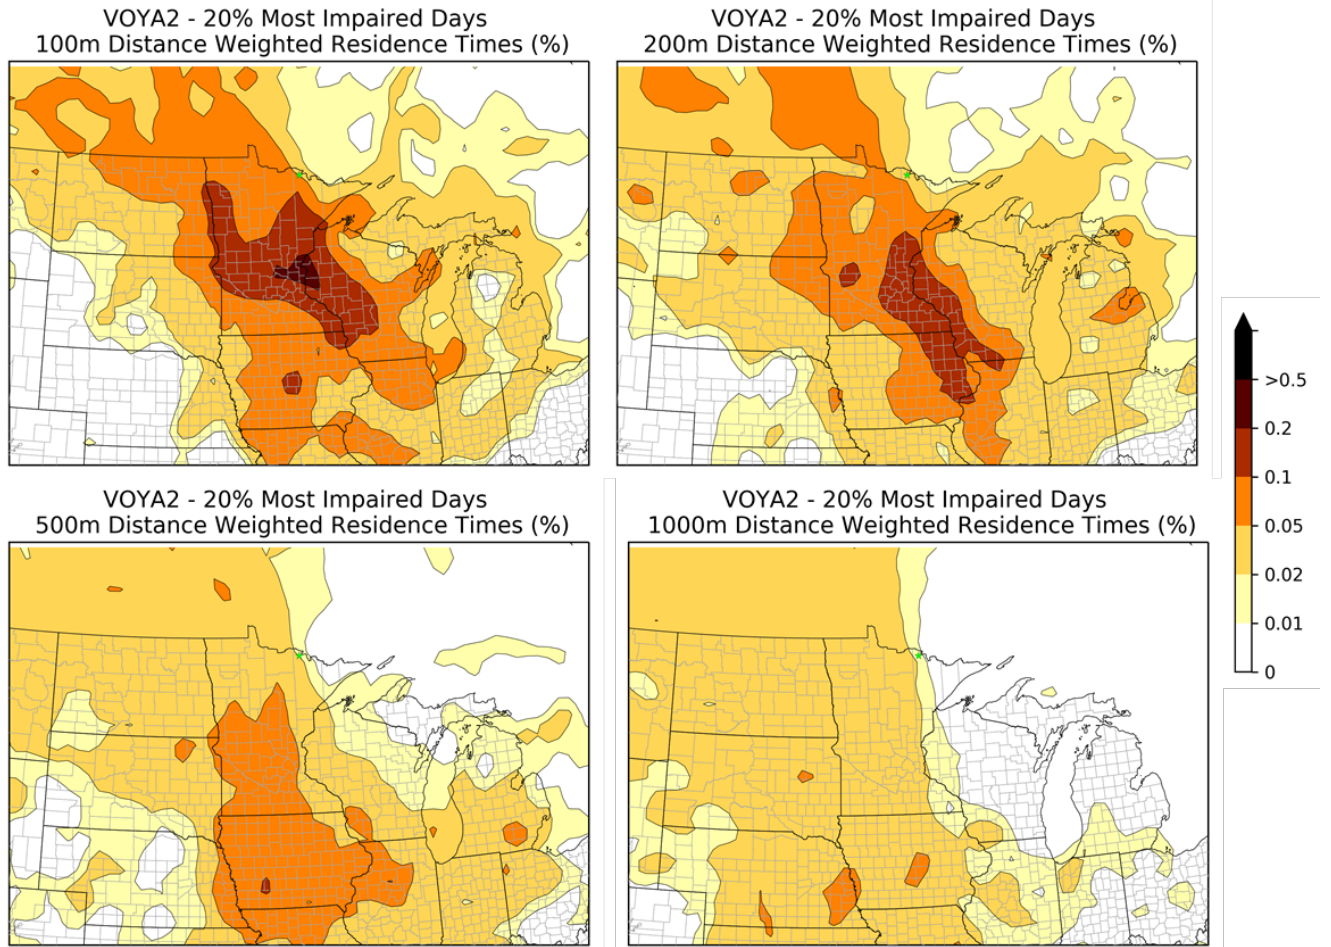 VOYA2 - 20% Most Impaired Days
100m Distance Weighted Residence Times (%)
VOYA2 - 20% Most Impaired Days
200m Distance Weighted Residence Times (%)
>0.5
0.2
0.1
0.05
0.02
0.01
0
VOYA2 - 20% Most Impaired Days
500m Distance Weighted Residence Times (%)
VOYA2 - 20% Most Impaired Days
1000m Distance Weighted Residence Times (%)